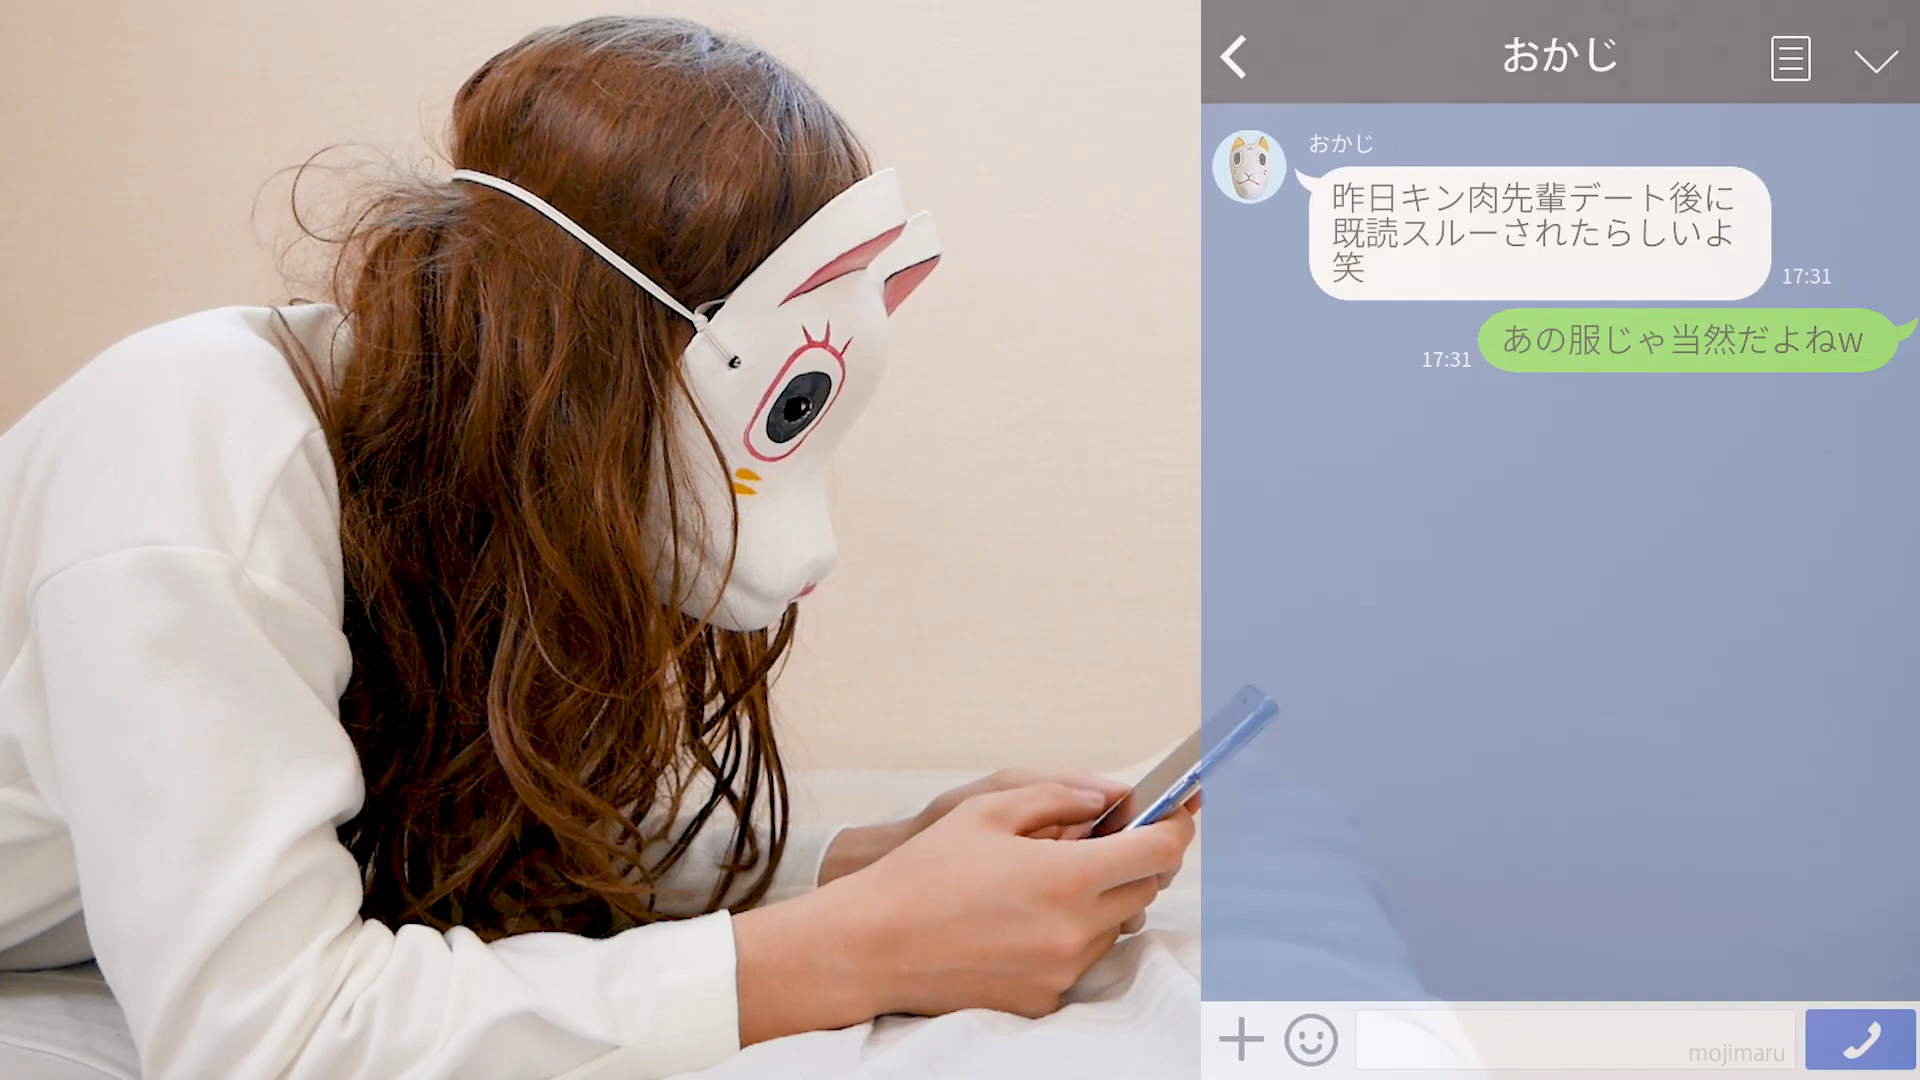 おかじ
おかじ
昨日キン肉先輩デート後に
既読スルーされたらしいよ
笑
17:31
あの服じゃ当然だよねw
17:31
mojimaru